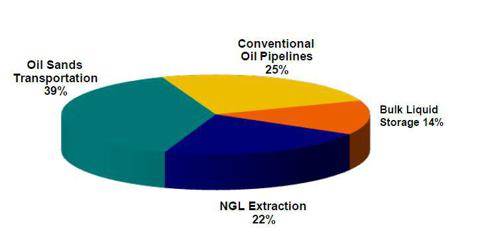 Conventional
Oil Pipelines
25%
Oil Sands
Transportation
39%
Bulk Liquid
Storage 14%
NGL Extraction
22%